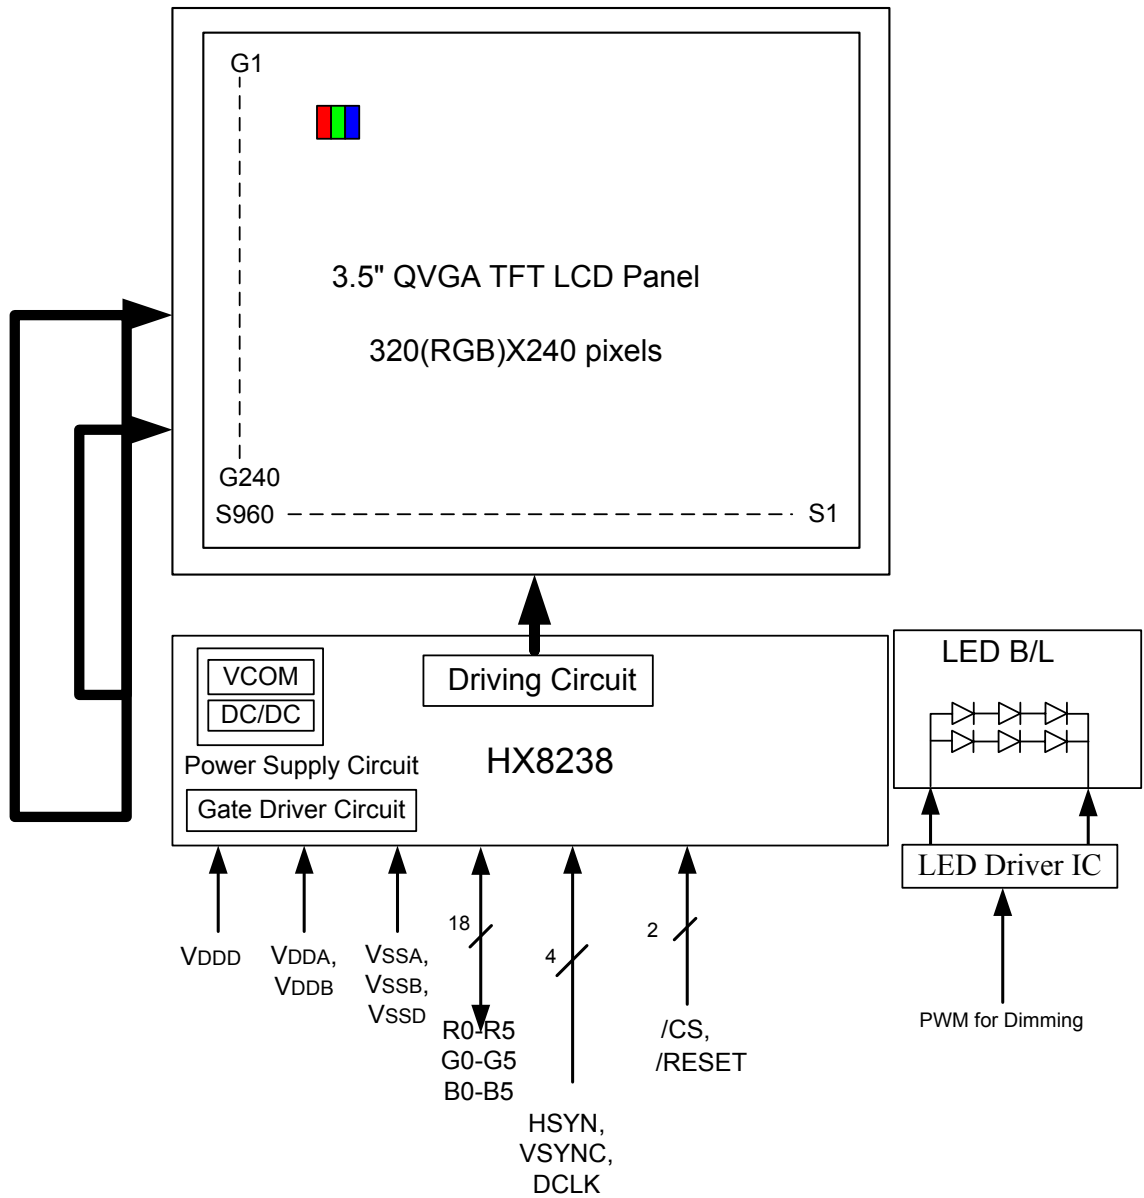 G1
3.5" QVGA TFT LCD Panel
320(RGB)X240 pixels
G240
S960
S1
VCOM
DC/DC
Power Supply Circuit
Gate Driver Circuit
Driving Circuit
HX8238
LED B/L
LED Driver IC
PWM for Dimming
VDDD
VDDA,
VDDB
VSSA,
VSSB,
VSSD
18
R0-R5
G0-G5
B0-B5
4
HSYN,
VSYNC,
DCLK
2
/CS,
/RESET